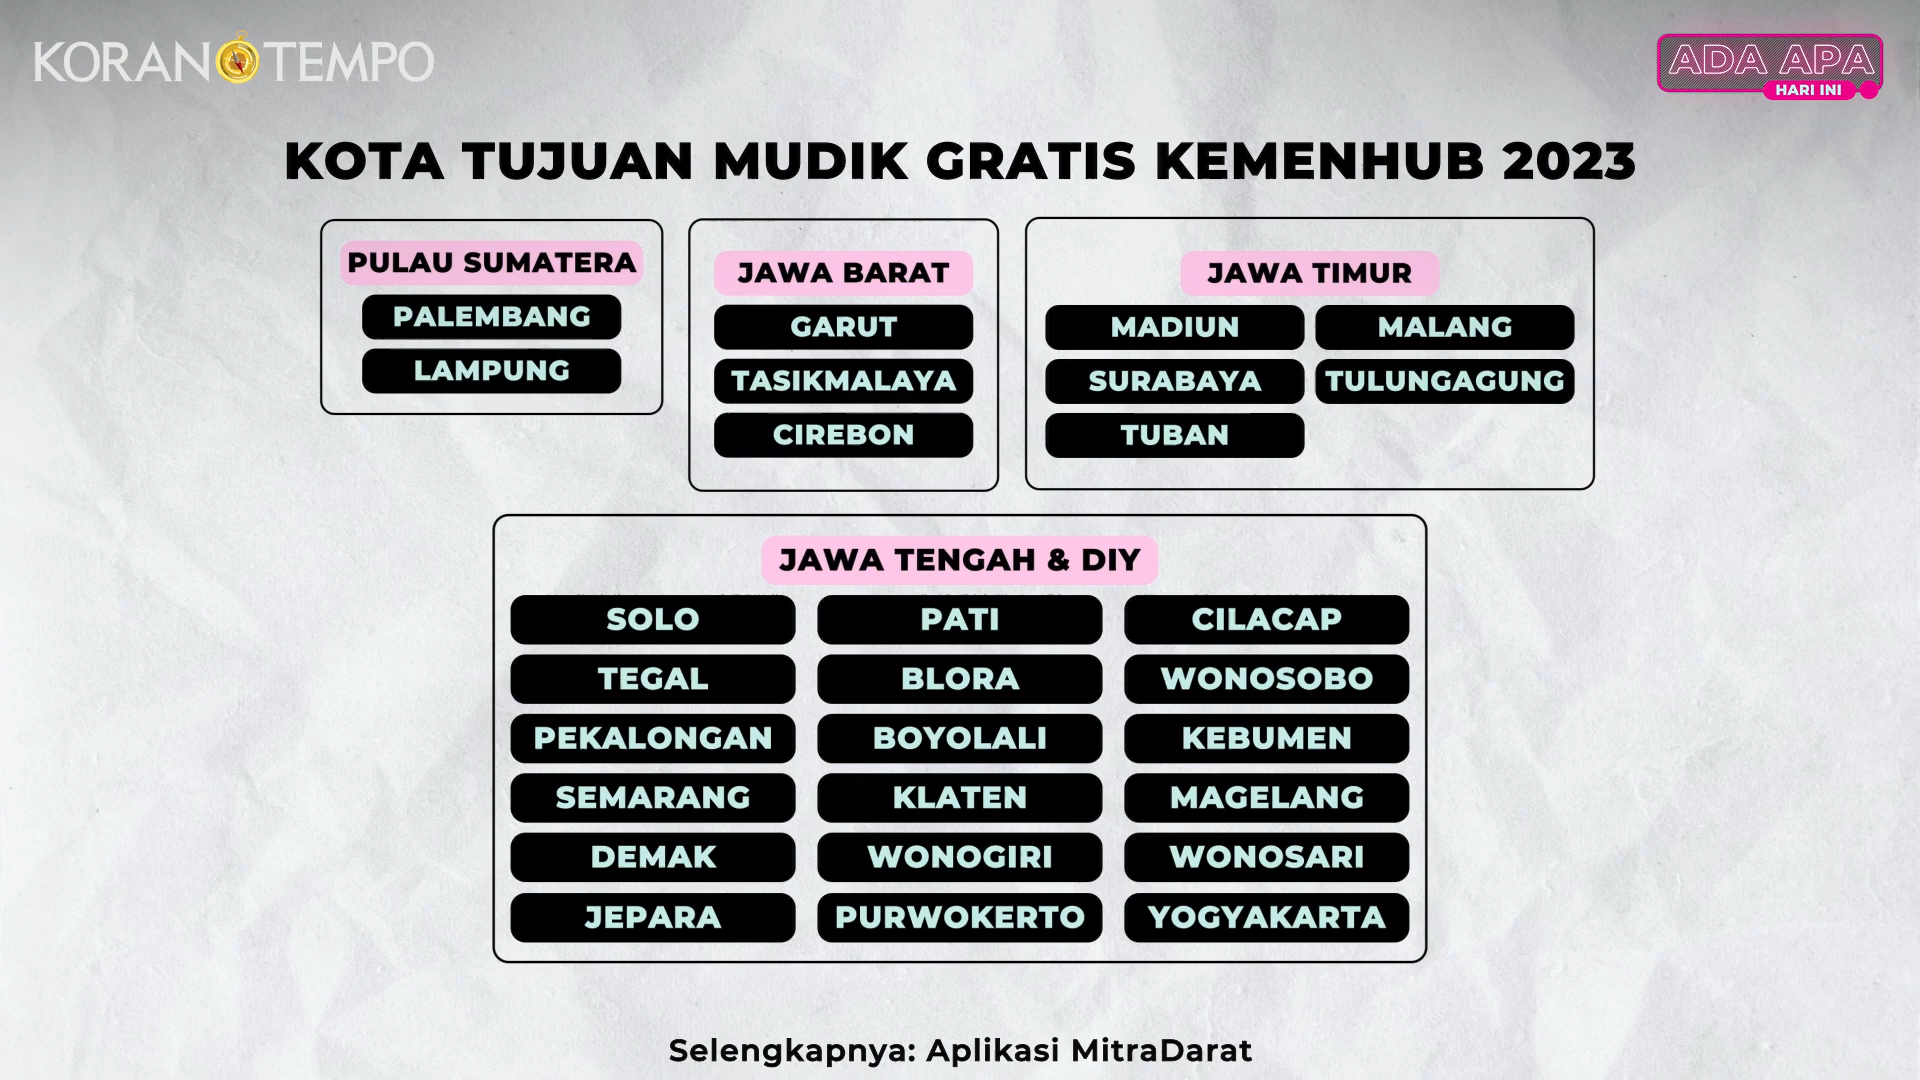 KORAN TEMPO
ADA APA
HARI INI
KOTA TUJUAN MUDIK GRATIS KEMENHUB 2023
PULAU SUMATERA
PALEMBANG
LAMPUNG
JAWA BARAT
GARUT
TASIKMALAYA
CIREBON
JAWA TIMUR
MADIUN
MALANG
SURABAYA
TULUNGAGUNG
TUBAN
JAWA TENGAH & DIY
SOLO
PATI
CILACAP
TEGAL
BLORA
WONOSOBO
PEKALONGAN
BOYOLALI
KEBUMEN
SEMARANG
KLATEN
MAGELANG
DEMAK
WONOGIRI
WONOSARI
JEPARA
PURWOKERTO
YOGYAKARTA
Selengkapnya: Aplikasi MitraDarat